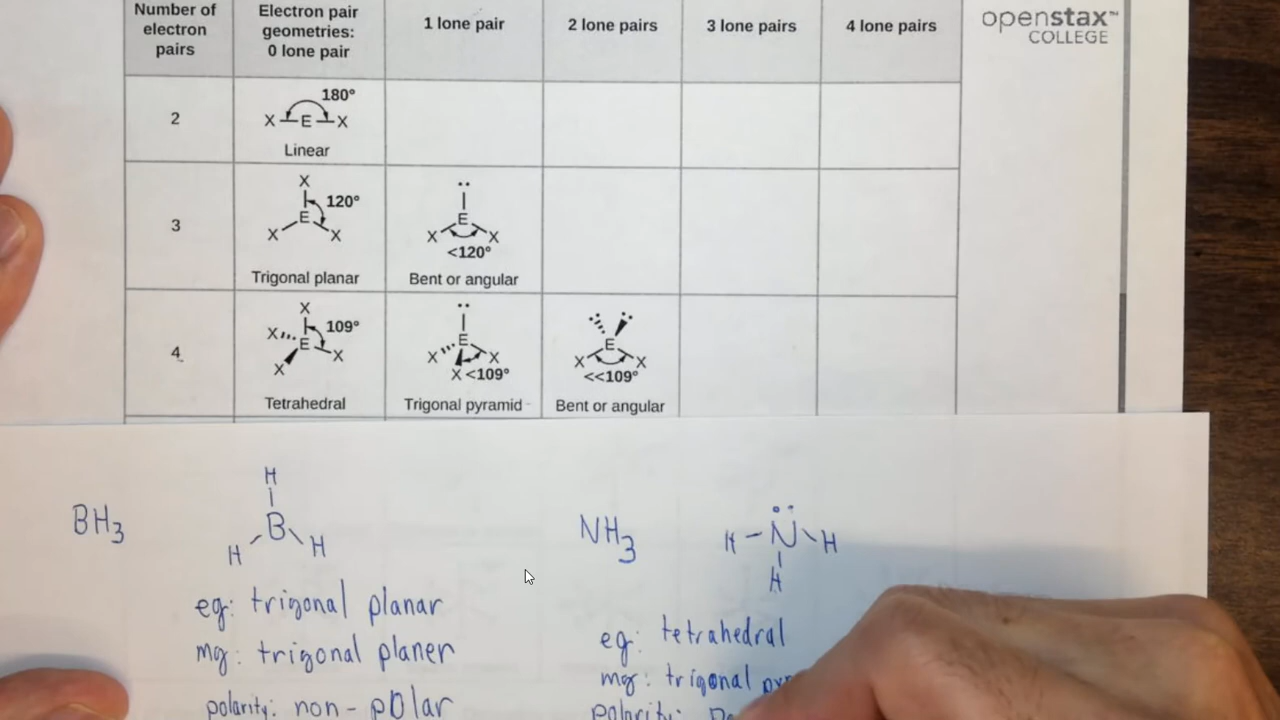 Number of electron pairs
Electron pair geometries: 0 lone pair
1 lone pair
2 lone pairs
3 lone pairs
4 lone pairs
openstax™
COLLEGE
2
180°
X E X
Linear
3
X
120°
E
X X
Trigonal planar
..
E
X X
<120°
Bent or angular
4
X
109°
X
E
X
X
Tetrahedral
..
E
X X
X <109°
Trigonal pyramid
.. ..
E
X X
<<109°
Bent or angular
BH3
H
B
H H
eg: trigonal planar
mg: trigonal planer
polarity: non-polar
NH3
..
H-N-H
H
eg: tetrahedral
mg: trigonal
polarity: